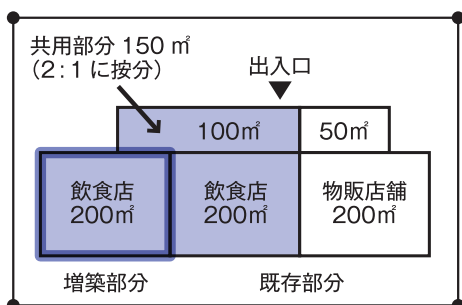 共用部分 150 ㎡
（2：1 に按分）
出入口
100㎡
50㎡
飲食店
200㎡
飲食店
200㎡
物販店舗
200㎡
増築部分
既存部分